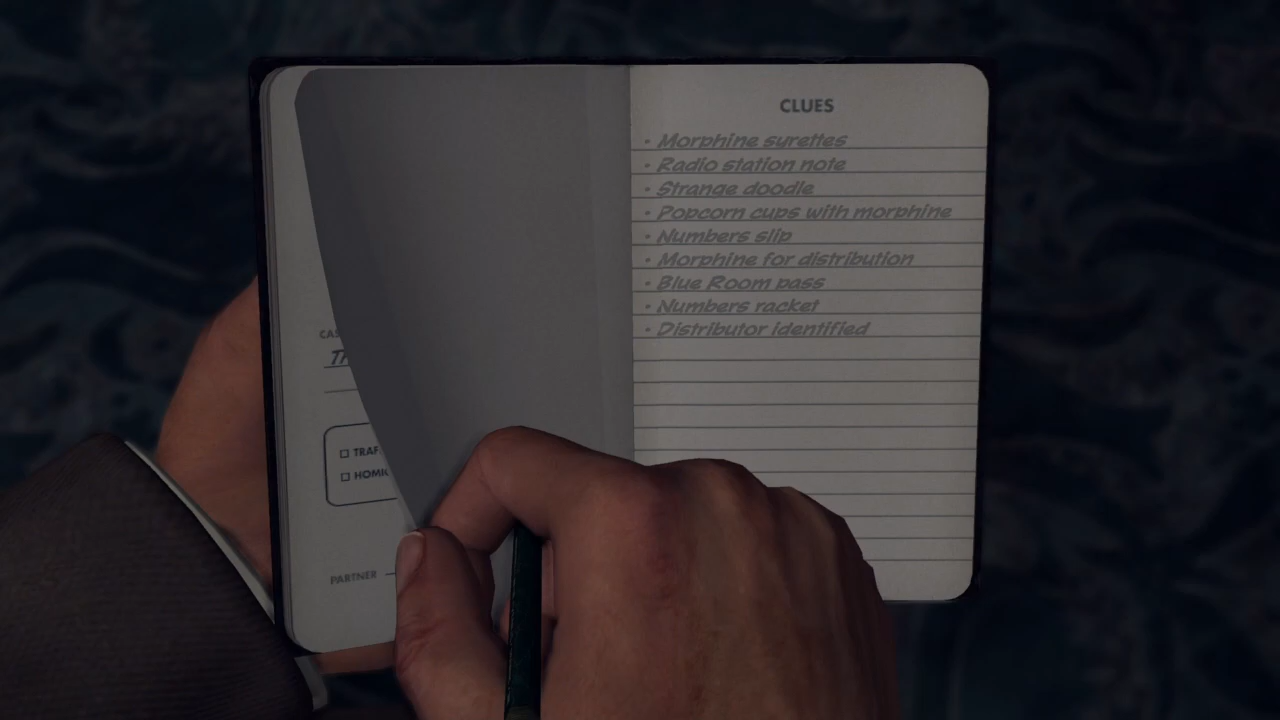 CLUES
• Morphine surettes
• Radio station note
• Strange doodle
• Popcorn cups with morphine
• Numbers slip
• Morphine for distribution
• Blue Room pass
• Numbers racket
• Distributor identified
PARTNER